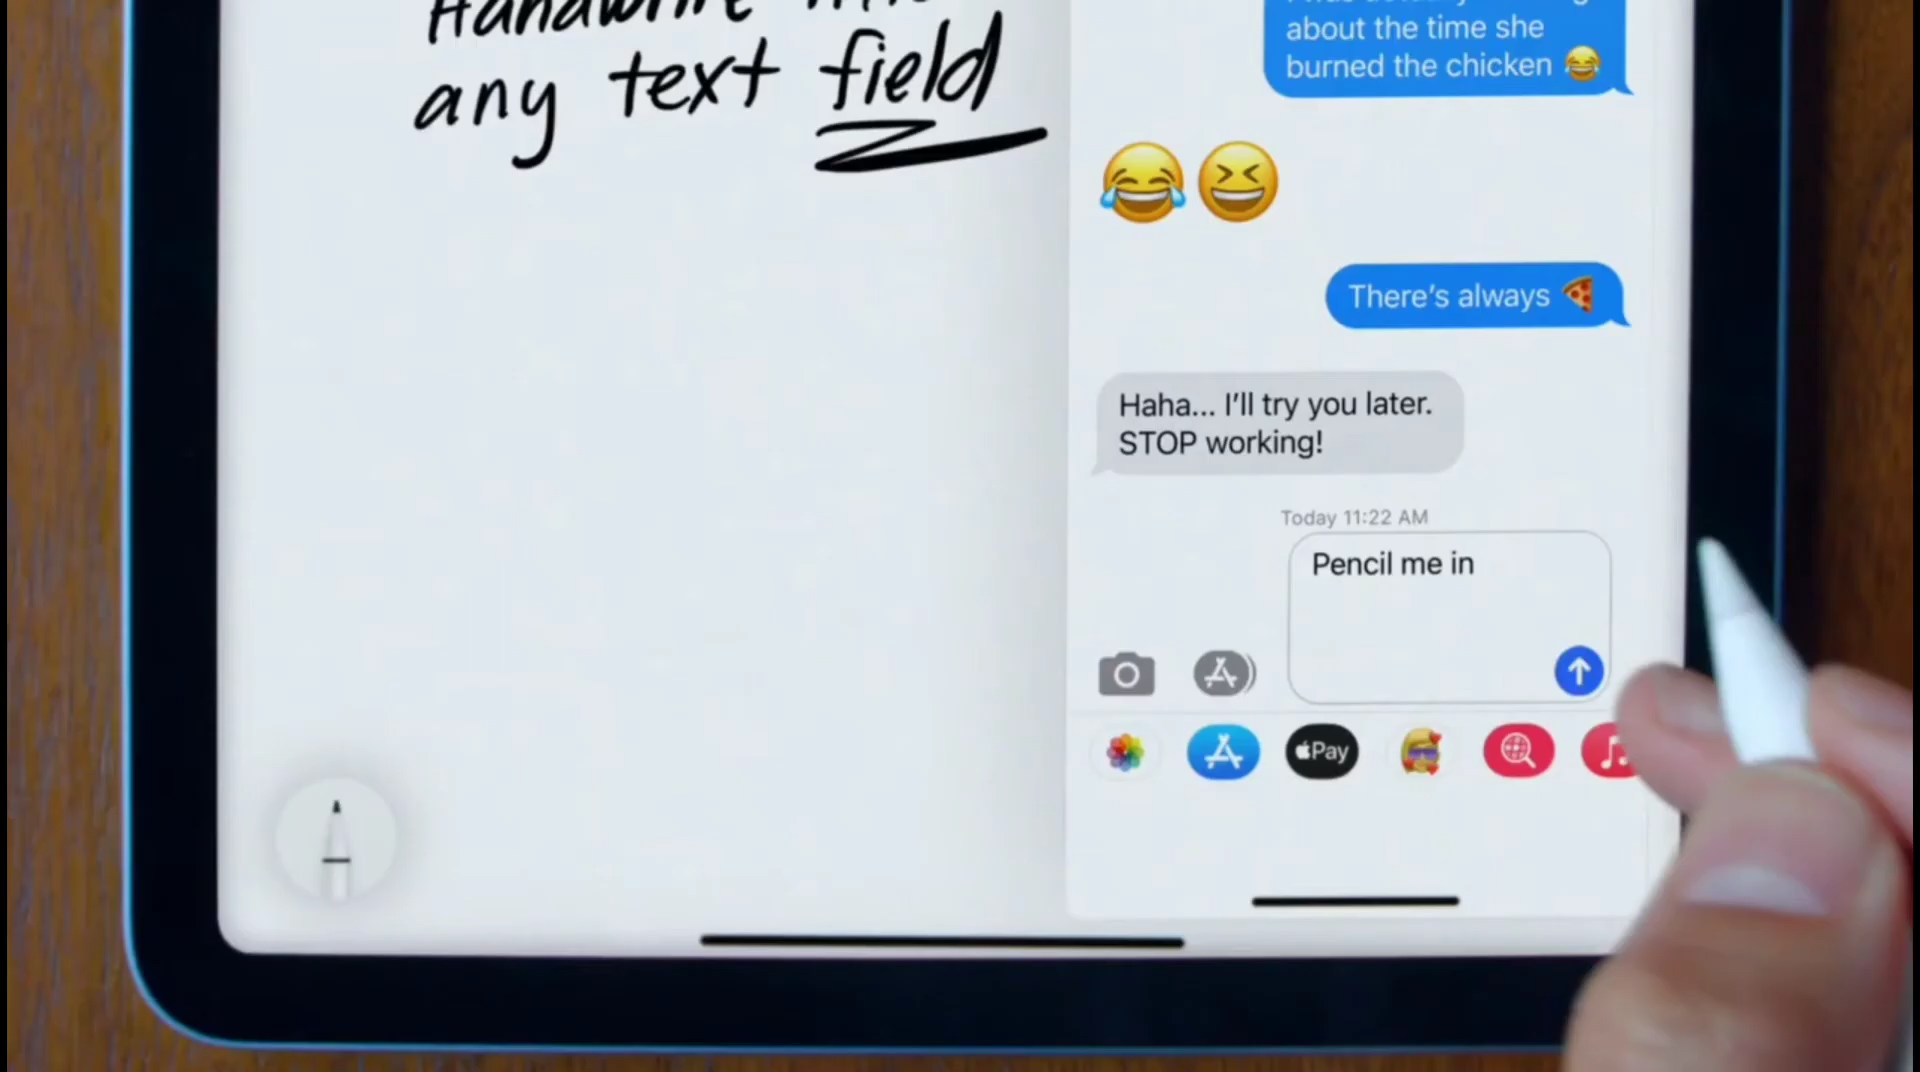 Handwrite
any text field
about the time she
burned the chicken 😂
😂😆
There's always 🍕
Haha... I'll try you later.
STOP working!
Today 11:22 AM
Pencil me in
Pay